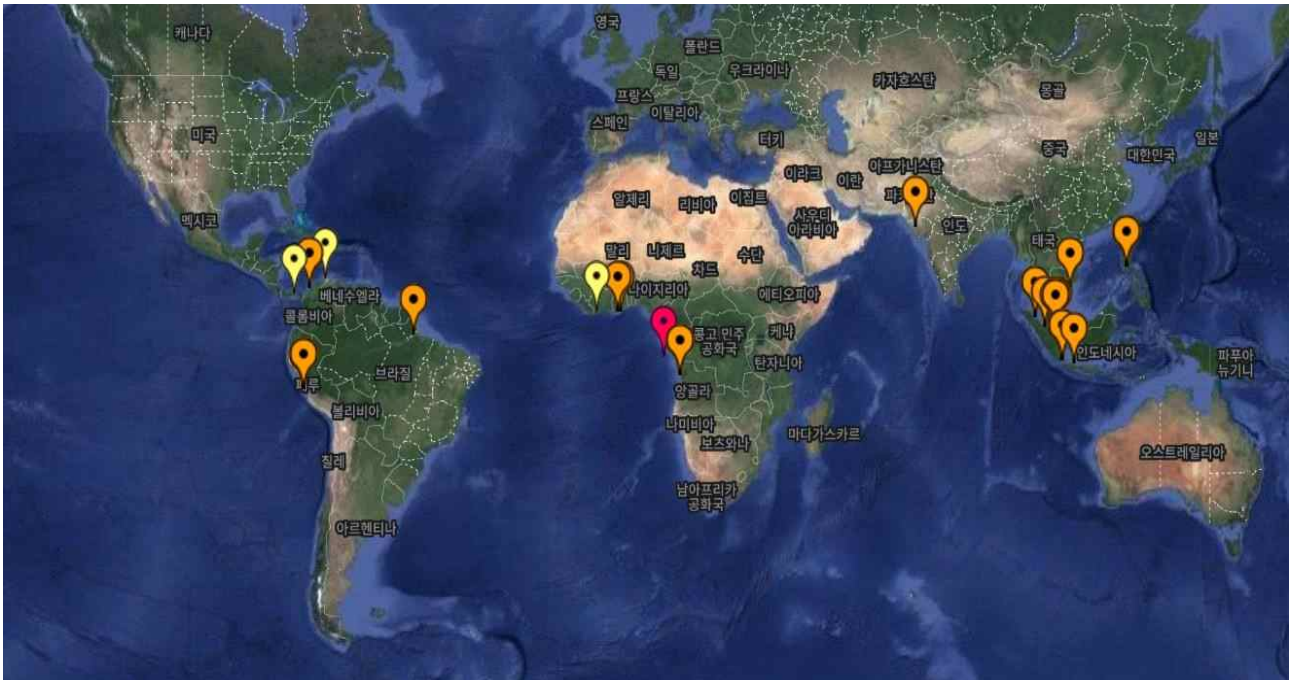 캐나다
영국
폴란드
독일
우크라이나
카자흐스탄
몽골
프랑스
이탈리아
스페인
미국
터키
중국
일본
대한민국
이라크
이란
아프가니스탄
알제리
리비아
이집트
사우디
아라비아
인도
멕시코
말리
니제르
수단
차드
태국
베네수엘라
나이지리아
에티오피아
콜롬비아
콩고 민주
공화국
케냐
탄자니아
인도네시아
파푸아
뉴기니
브라질
앙골라
볼리비아
나미비아
보츠와나
마다가스카르
칠레
오스트레일리아
남아프리카
공화국
아르헨티나